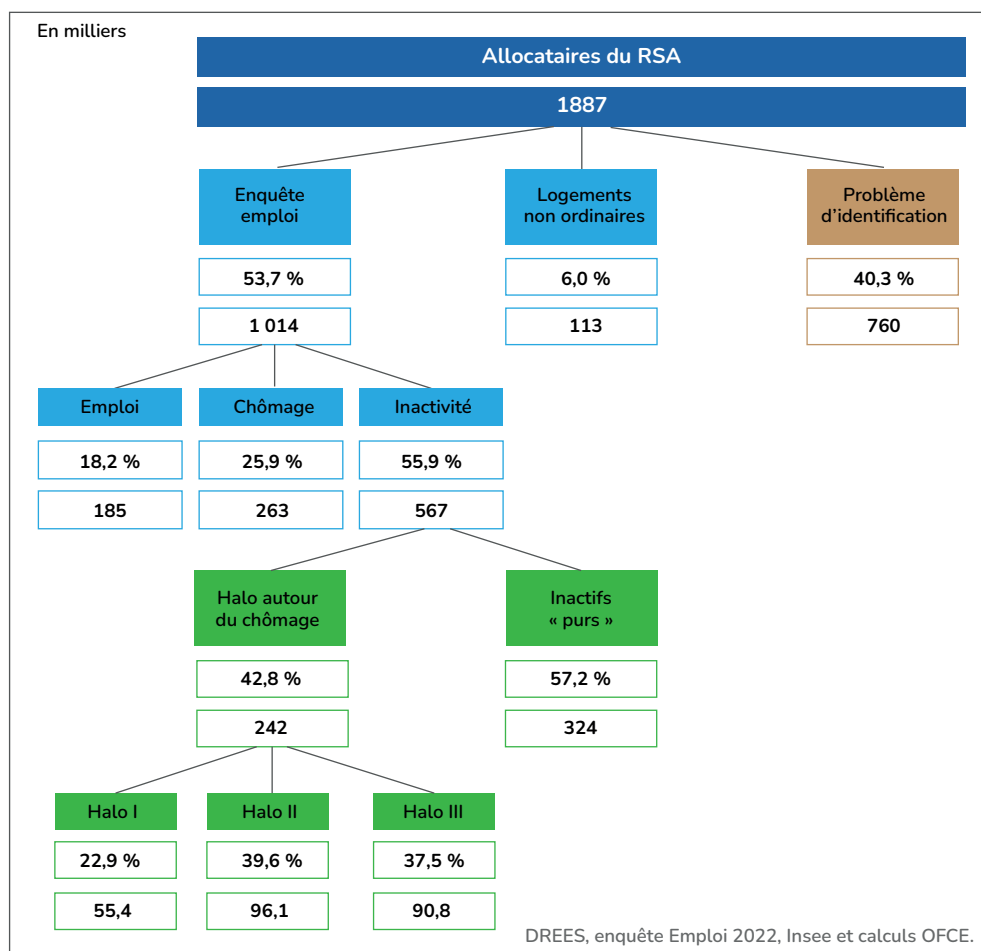 En milliers
Allocataires du RSA
1887
Enquête
emploi
Logements
non ordinaires
Problème
d'identification
53,7 %
6,0 %
40,3 %
1 014
113
760
Emploi
Chômage
Inactivité
18,2 %
25,9 %
55,9 %
185
263
567
Halo autour
du chômage
Inactifs
« purs »
42,8 %
57,2 %
242
324
Halo I
Halo II
Halo III
22,9 %
39,6 %
37,5 %
55,4
96,1
90,8
DREES, enquête Emploi 2022, Insee et calculs OFCE.